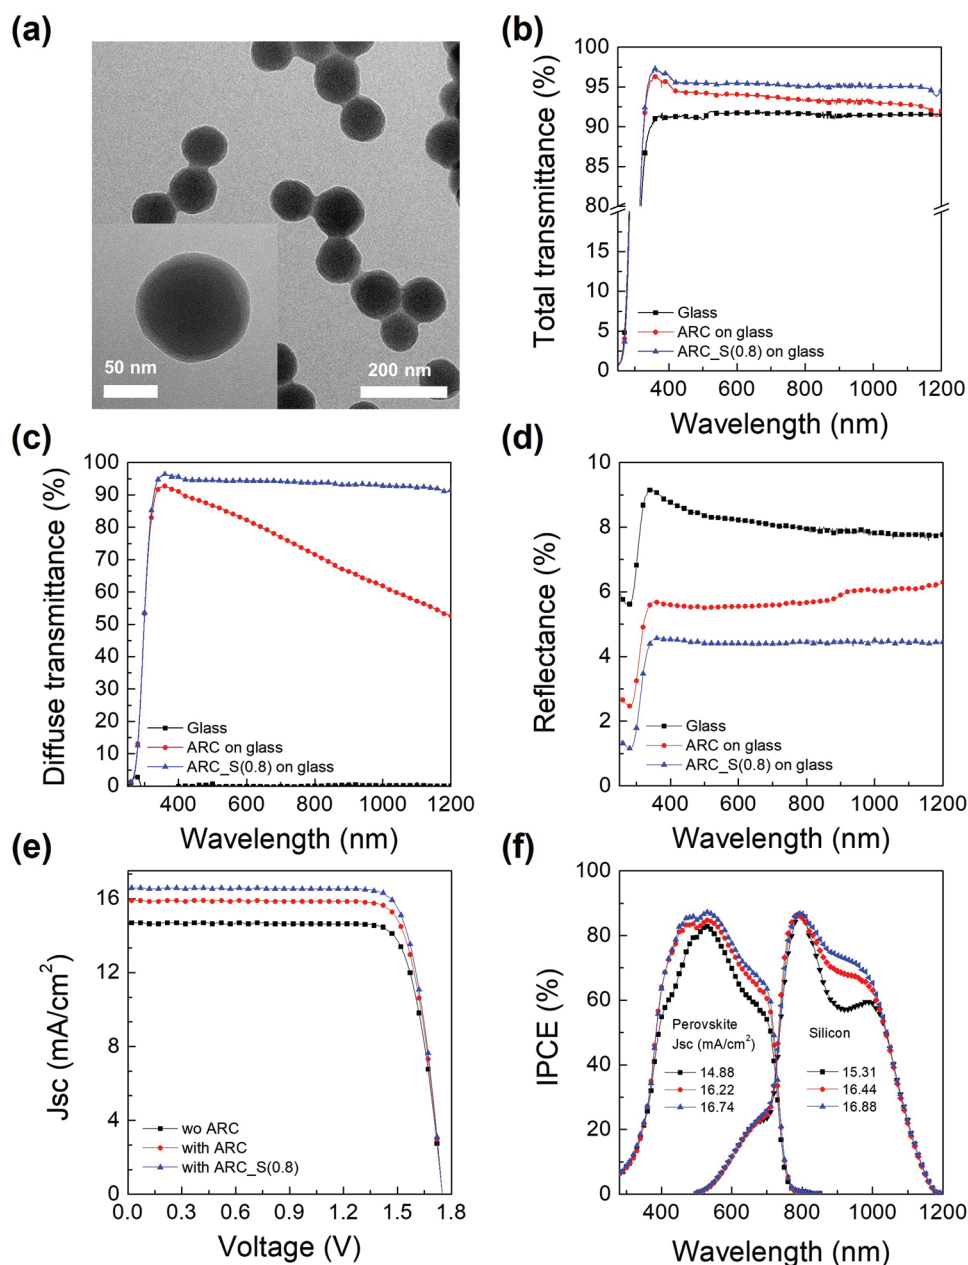 (a)
50 nm
200 nm
(b)
Total transmittance (%)
100
95
90
85
80
15
10
5
0
Glass
ARC on glass
ARC_S(0.8) on glass
400 600 800 1000 1200
Wavelength (nm)
(c)
Diffuse transmittance (%)
100
90
80
70
60
50
40
30
20
10
0
Glass
ARC on glass
ARC_S(0.8) on glass
400 600 800 1000 1200
Wavelength (nm)
(d)
Reflectance (%)
10
8
6
4
2
0
Glass
ARC on glass
ARC_S(0.8) on glass
400 600 800 1000 1200
Wavelength (nm)
(e)
Jsc (mA/cm²)
16
12
8
4
0
wo ARC
with ARC
with ARC_S(0.8)
0.0 0.3 0.6 0.9 1.2 1.5 1.8
Voltage (V)
(f)
IPCE (%)
100
80
60
40
20
0
Perovskite
Jsc (mA/cm²)
14.88
16.22
16.74
Silicon
15.31
16.44
16.88
400 600 800 1000 1200
Wavelength (nm)